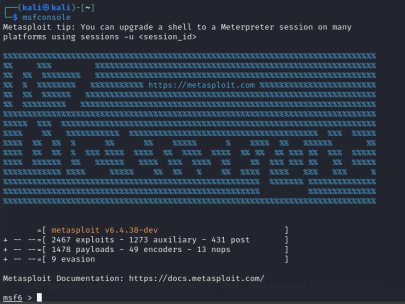 ┌──(kali㉿kali)-[~]
└─$ msfconsole
Metasploit tip: You can upgrade a shell to a Meterpreter session on many
platforms using sessions -u <session_id>
https://metasploit.com
=[ metasploit v6.4.38-dev ]
+ -- --=[ 2467 exploits - 1273 auxiliary - 431 post ]
+ -- --=[ 1478 payloads - 49 encoders - 13 nops ]
+ -- --=[ 9 evasion ]
Metasploit Documentation: https://docs.metasploit.com/
msf6 >